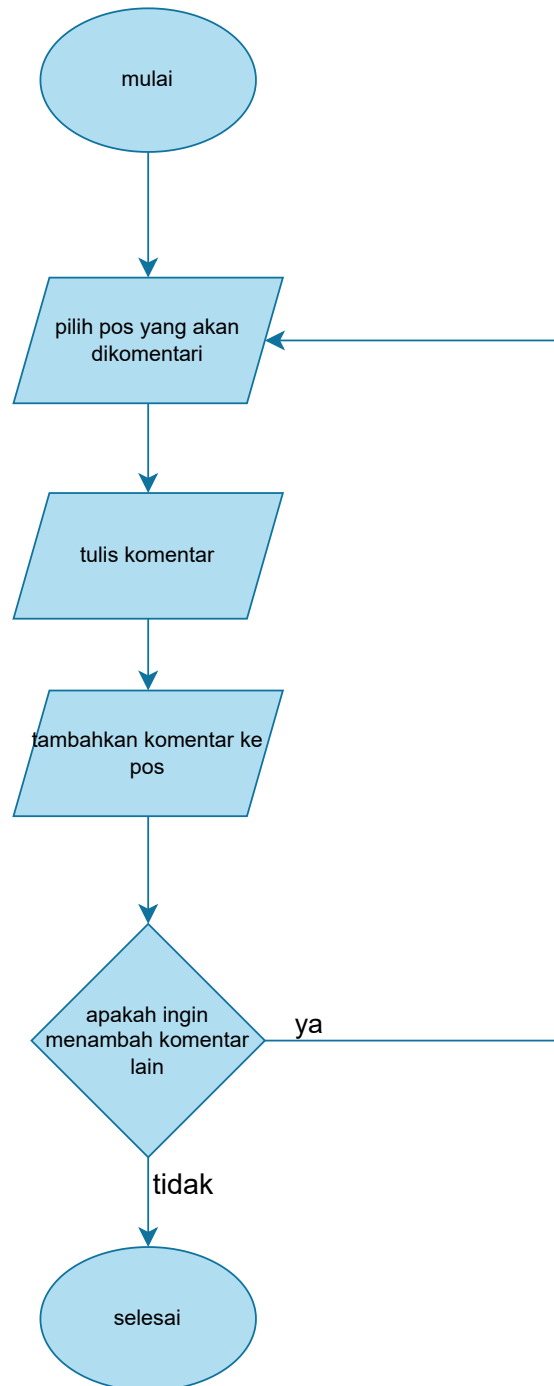 mulai
pilih pos yang akan
dikomentari
tulis komentar
tambahkan komentar ke
pos
apakah ingin
menambah komentar
lain
ya
tidak
selesai